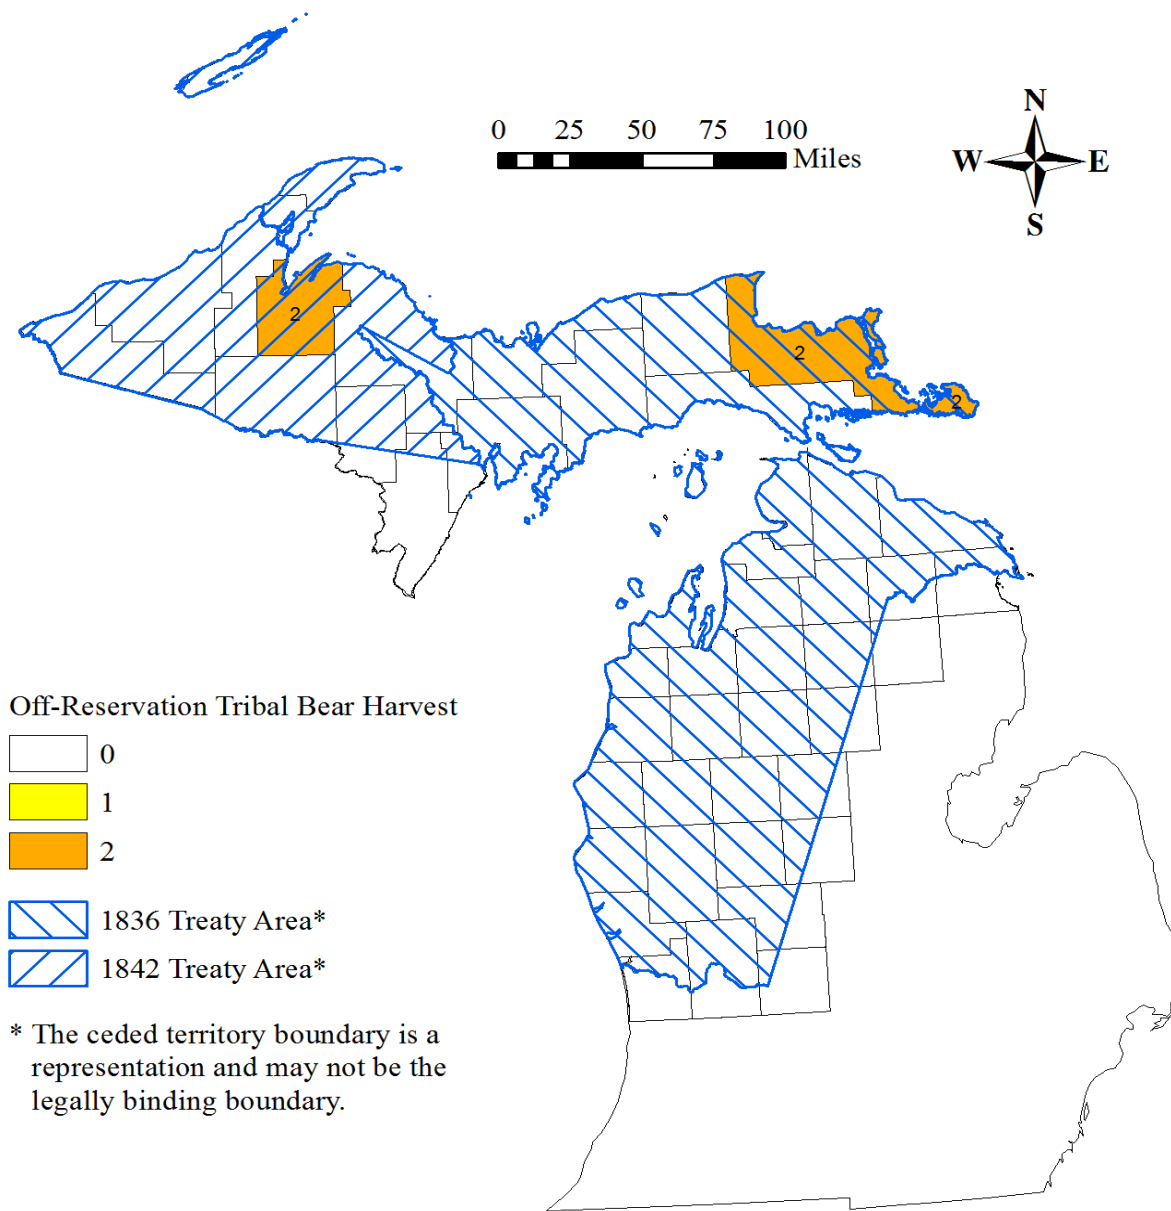 N
0 25 50 75 100
Miles
W E
S
2
2
2
Off-Reservation Tribal Bear Harvest
0
1
2
1836 Treaty Area*
1842 Treaty Area*
* The ceded territory boundary is a
representation and may not be the
legally binding boundary.